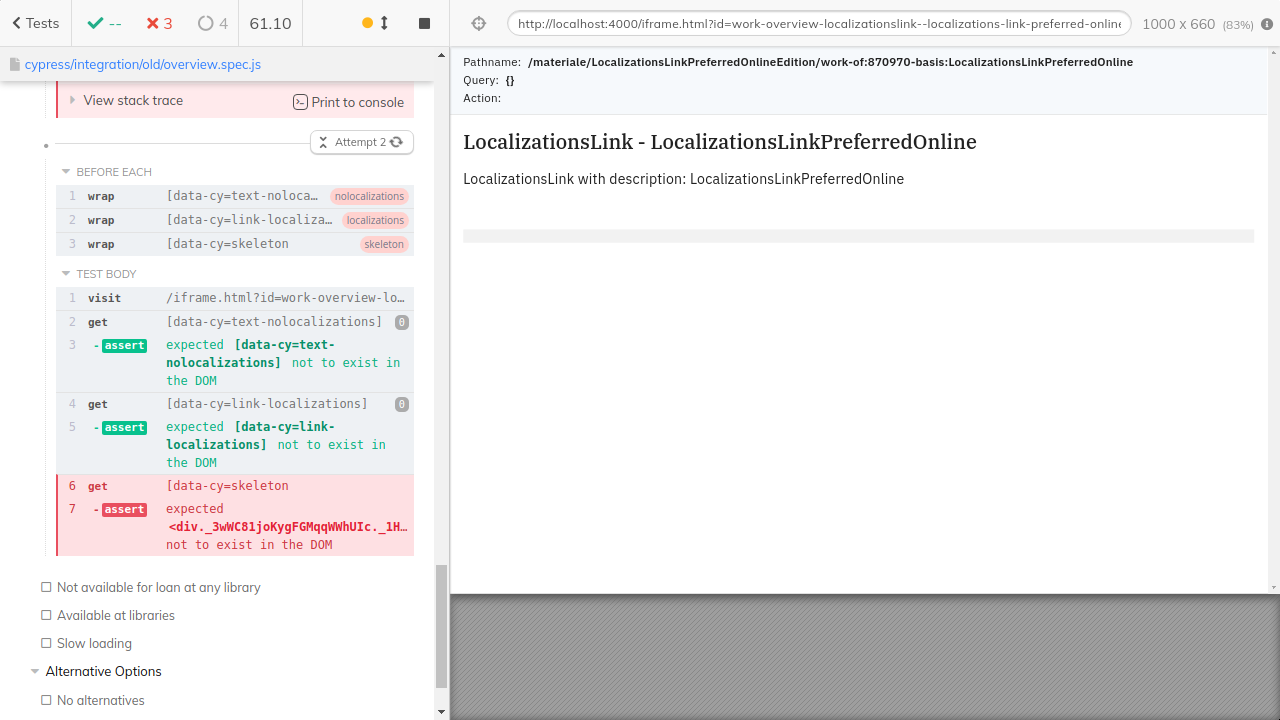 Tests
--
3
4
61.10
http://localhost:4000/iframe.html?id=work-overview-localizationslink--localizations-link-preferred-online
1000 x 660 (83%)
cypress/integration/old/overview.spec.js
View stack trace
Print to console
Attempt 2
BEFORE EACH
1 wrap [data-cy=text-noloca… nolocalizations
2 wrap [data-cy=link-localiza… localizations
3 wrap [data-cy=skeleton skeleton
TEST BODY
1 visit /iframe.html?id=work-overview-lo…
2 get [data-cy=text-nolocalizations] 0
3 -assert expected [data-cy=text-
nolocalizations] not to exist in
the DOM
4 get [data-cy=link-localizations] 0
5 -assert expected [data-cy=link-
localizations] not to exist in
the DOM
6 get [data-cy=skeleton
7 -assert expected
<div._3wWC81joKygFGMqqWWhUIc._1H…
not to exist in the DOM
Not available for loan at any library
Available at libraries
Slow loading
Alternative Options
No alternatives
Pathname: /materiale/LocalizationsLinkPreferredOnlineEdition/work-of:870970-basis:LocalizationsLinkPreferredOnline
Query: {}
Action:
LocalizationsLink - LocalizationsLinkPreferredOnline
LocalizationsLink with description: LocalizationsLinkPreferredOnline